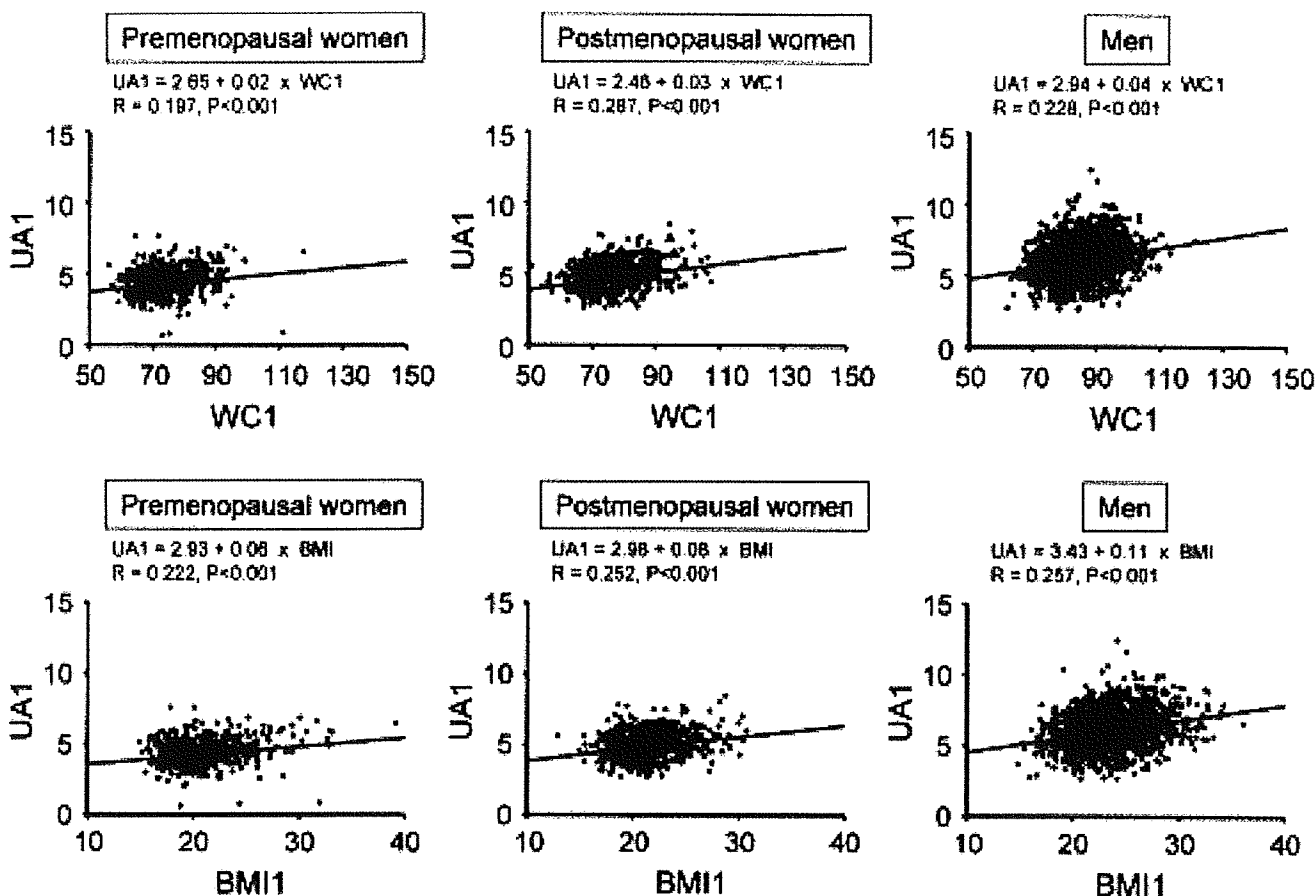 Premenopausal women
UA1 = 2.65 + 0.02 x WC1
R = 0.197, P<0.001
15
10
5
0
UA1
50 70 90 110 130 150
WC1
Postmenopausal women
UA1 = 2.46 + 0.03 x WC1
R = 0.287, P<0.001
15
10
5
0
UA1
50 70 90 110 130 150
WC1
Men
UA1 = 2.94 + 0.04 x WC1
R = 0.228, P<0.001
15
10
5
0
UA1
50 70 90 110 130 150
WC1
Premenopausal women
UA1 = 2.93 + 0.06 x BMI
R = 0.222, P<0.001
15
10
5
0
UA1
10 20 30 40
BMI1
Postmenopausal women
UA1 = 2.98 + 0.08 x BMI
R = 0.252, P<0.001
15
10
5
0
UA1
10 20 30 40
BMI1
Men
UA1 = 3.43 + 0.11 x BMI
R = 0.257, P<0.001
15
10
5
0
UA1
10 20 30 40
BMI1